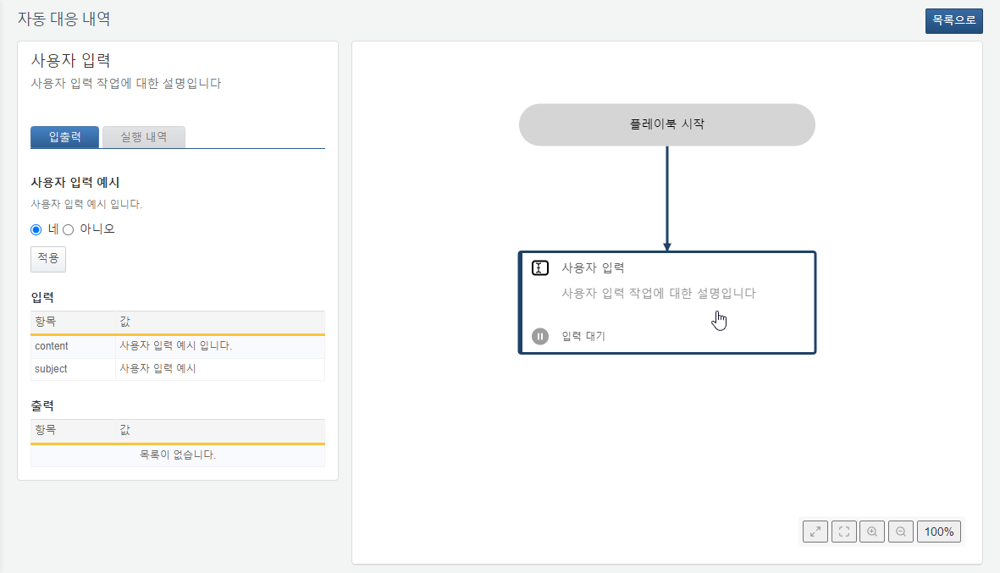 자동 대응 내역
목록으로
사용자 입력
사용자 입력 작업에 대한 설명입니다
입출력
실행 내역
사용자 입력 예시
사용자 입력 예시 입니다.
네 아니오
적용
입력
항목 값
content 사용자 입력 예시 입니다.
subject 사용자 입력 예시
출력
항목 값
목록이 없습니다.
플레이북 시작
사용자 입력
사용자 입력 작업에 대한 설명입니다
입력 대기
100%